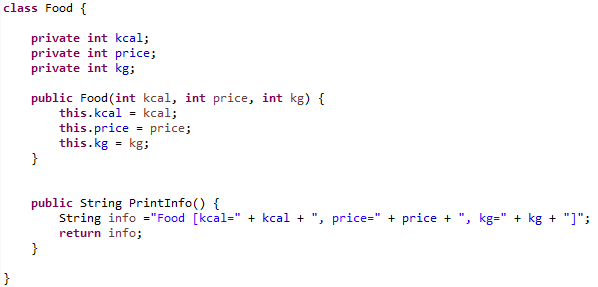 class Food {
private int kcal;
private int price;
private int kg;
public Food(int kcal, int price, int kg) {
this.kcal = kcal;
this.price = price;
this.kg = kg;
}
public String PrintInfo() {
String info ="Food [kcal=" + kcal + ", price=" + price + ", kg=" + kg + "]";
return info;
}
}